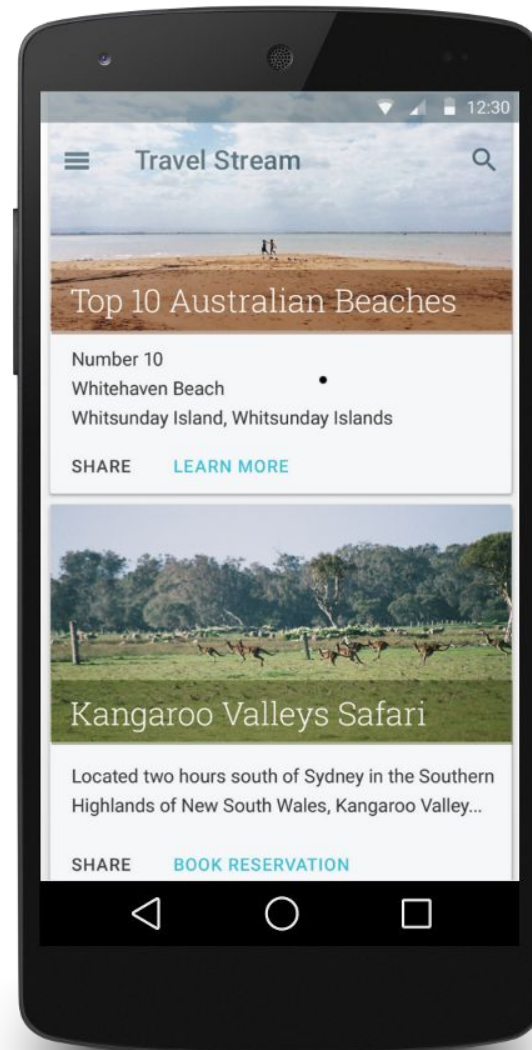 12:30
Travel Stream
Top 10 Australian Beaches
Number 10
Whitehaven Beach
Whitsunday Island, Whitsunday Islands
SHARE LEARN MORE
Kangaroo Valleys Safari
Located two hours south of Sydney in the Southern
Highlands of New South Wales, Kangaroo Valley...
SHARE BOOK RESERVATION